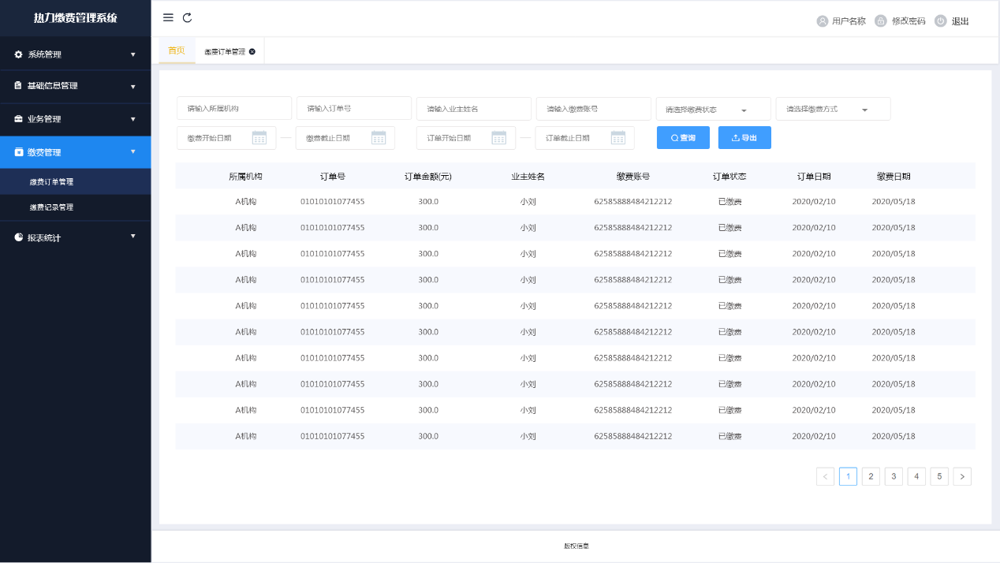 热力缴费管理系统
用户名称 修改密码 退出
首页 缴费订单管理
系统管理
基础信息管理
业务管理
缴费管理
缴费订单管理
缴费记录管理
报表统计
请输入所属机构 请输入订单号 请输入业主姓名 请输入缴费账号 请选择缴费状态 请选择缴费方式
缴费开始日期 — 缴费截止日期 订单开始日期 — 订单截止日期 查询 导出
所属机构 订单号 订单金额(元) 业主姓名 缴费账号 订单状态 订单日期 缴费日期
A机构 01010101077455 300.0 小刘 62585888484212212 已缴费 2020/02/10 2020/05/18
A机构 01010101077455 300.0 小刘 62585888484212212 已缴费 2020/02/10 2020/05/18
A机构 01010101077455 300.0 小刘 62585888484212212 已缴费 2020/02/10 2020/05/18
A机构 01010101077455 300.0 小刘 62585888484212212 已缴费 2020/02/10 2020/05/18
A机构 01010101077455 300.0 小刘 62585888484212212 已缴费 2020/02/10 2020/05/18
A机构 01010101077455 300.0 小刘 62585888484212212 已缴费 2020/02/10 2020/05/18
A机构 01010101077455 300.0 小刘 62585888484212212 已缴费 2020/02/10 2020/05/18
A机构 01010101077455 300.0 小刘 62585888484212212 已缴费 2020/02/10 2020/05/18
A机构 01010101077455 300.0 小刘 62585888484212212 已缴费 2020/02/10 2020/05/18
A机构 01010101077455 300.0 小刘 62585888484212212 已缴费 2020/02/10 2020/05/18
< 1 2 3 4 5 >
版权信息